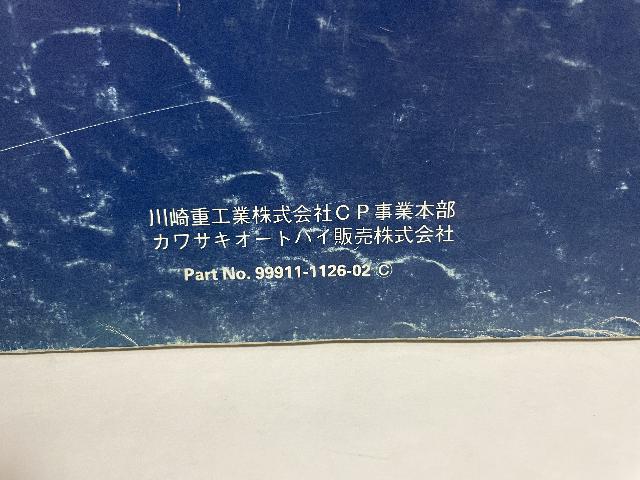 川崎重工業株式会社CP事業本部
カワサキオートバイ販売株式会社
Part No. 99911-1126-02 ©